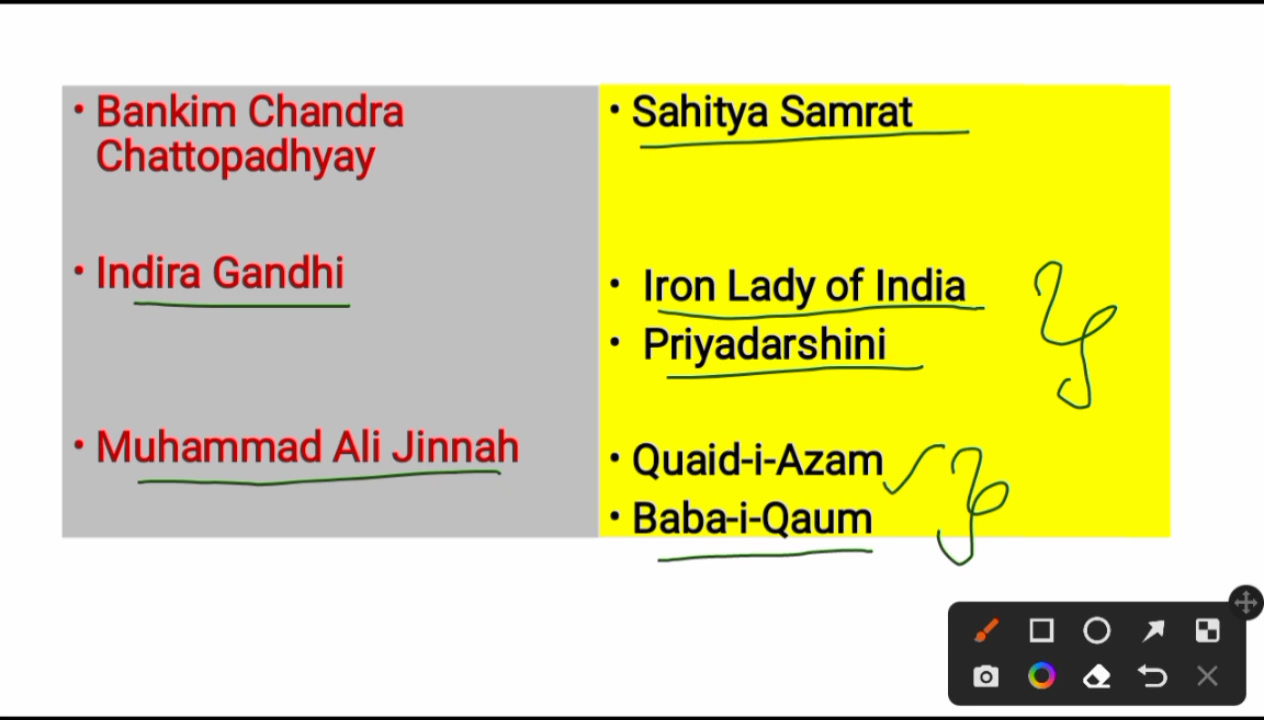 • Bankim Chandra
Chattopadhyay
• Sahitya Samrat
• Indira Gandhi
• Iron Lady of India
• Priyadarshini
• Muhammad Ali Jinnah
• Quaid-i-Azam
• Baba-i-Qaum